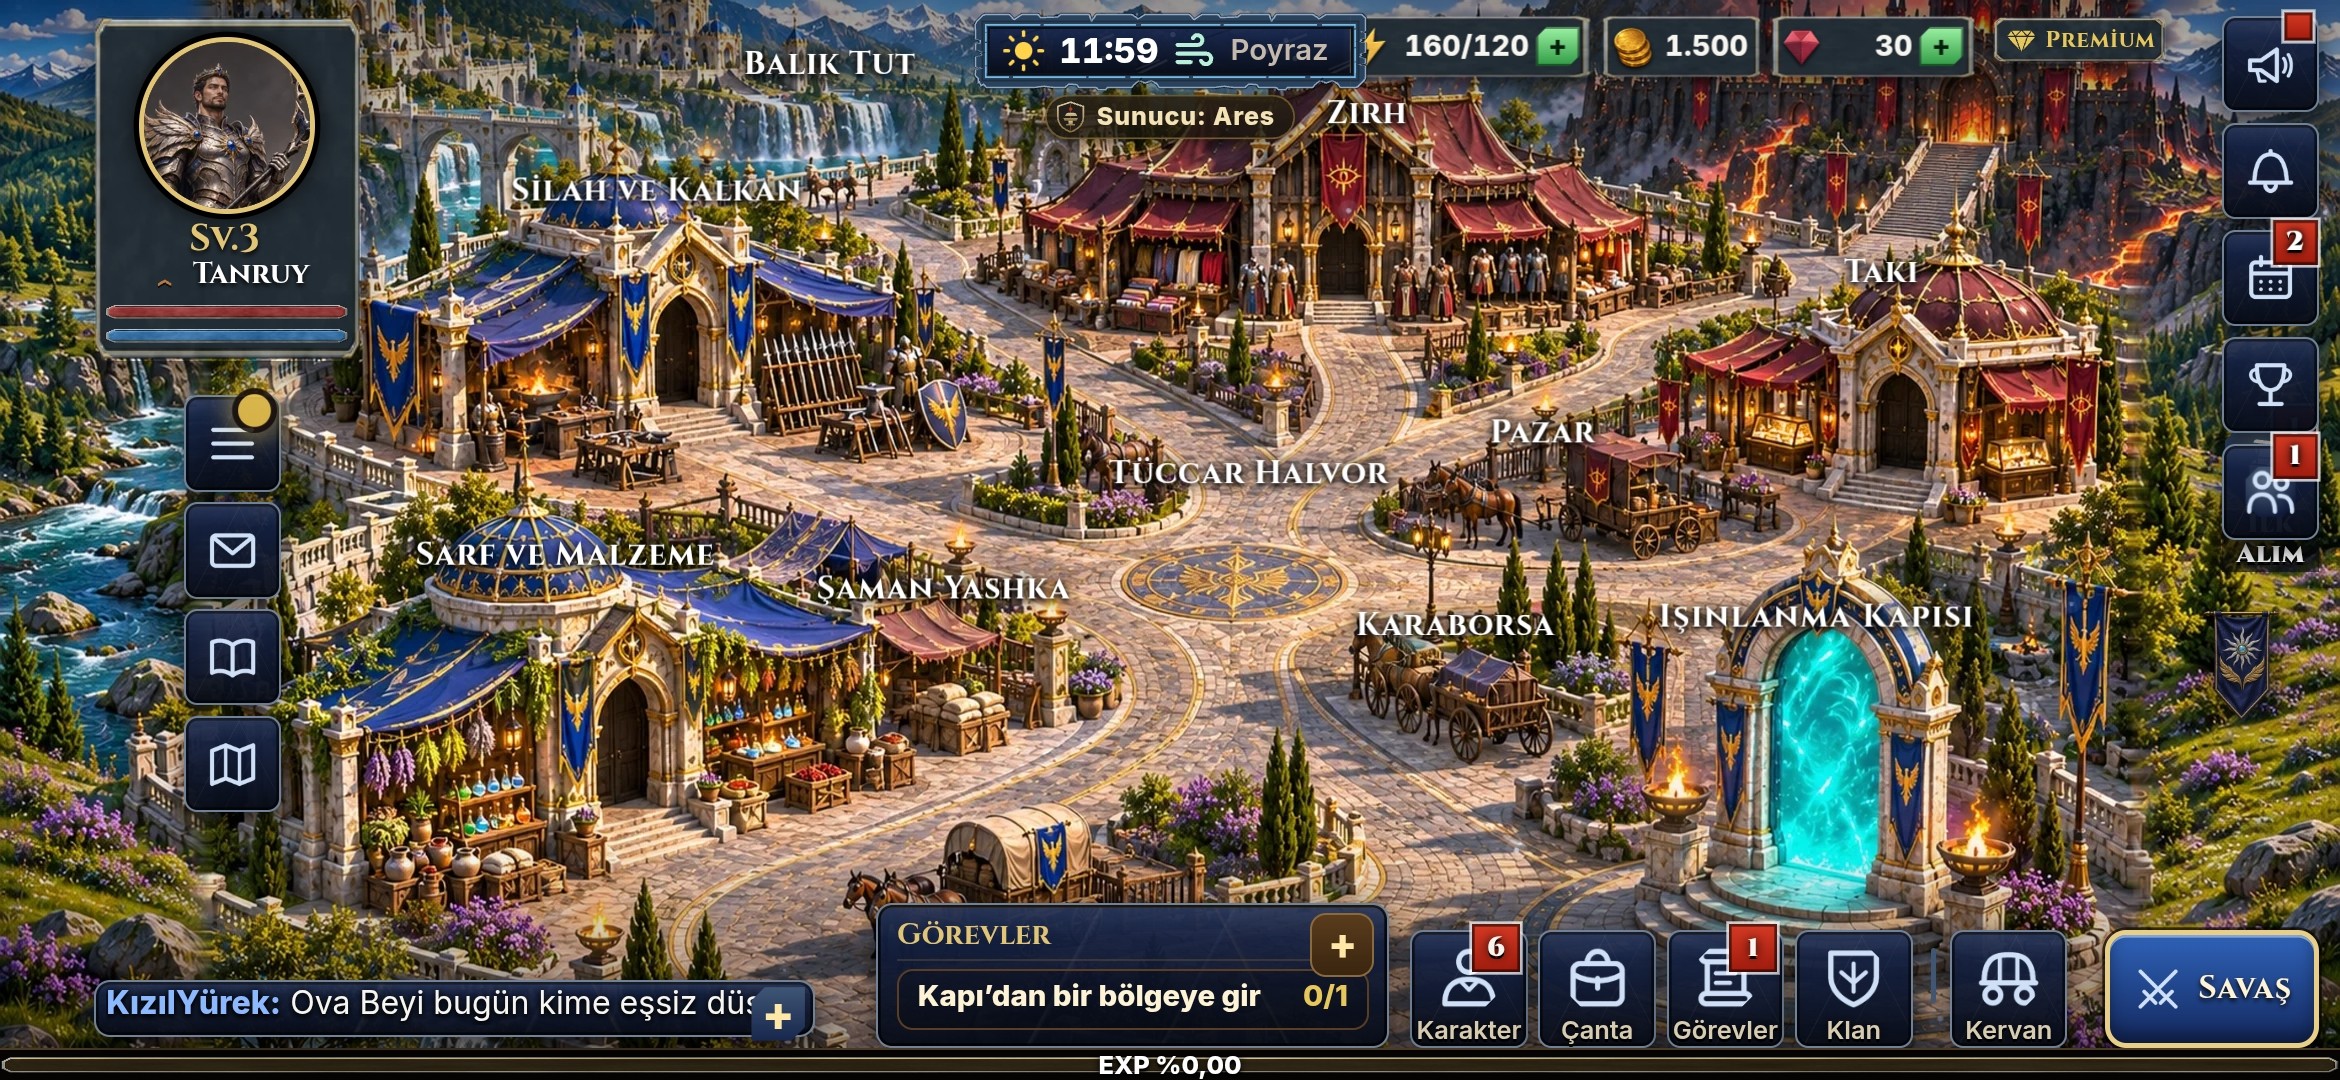 BALIK TUT
11:59 Poyraz
160/120
1.500
30
PREMİUM
Sunucu: Ares
ZIRH
SİLAH VE KALKAN
Sv.3
TANRUY
TAKI
2
PAZAR
TÜCCAR HALVOR
1
SARF VE MALZEME
ŞAMAN YASHKA
ALIM
KARABORSA
IŞINLANMA KAPISI
GÖREVLER
Kapı'dan bir bölgeye gir 0/1
KızılYürek: Ova Beyi bugün kime eşsiz düş
6
1
Karakter
Çanta
Görevler
Klan
Kervan
SAVAŞ
EXP %0,00